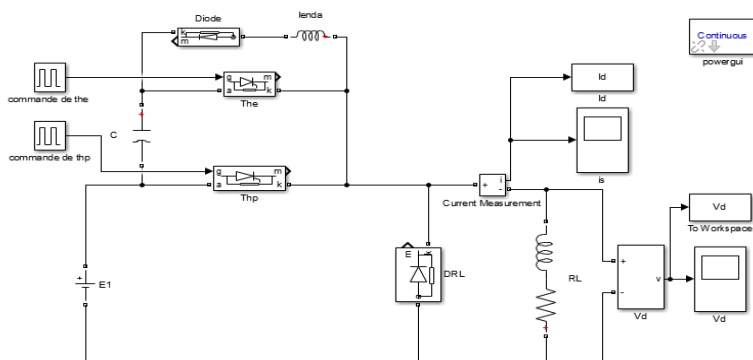 Diode
lenda
Continuous
powergui
k
m
g
m
a
k
commande de the
The
Id
Id
C
is
commande de thp
g
m
a
k
Thp
+
i
-
Current Measurement
Vd
To Workspace
E1
+
m
k
DRL
RL
+
v
-
Vd
Vd